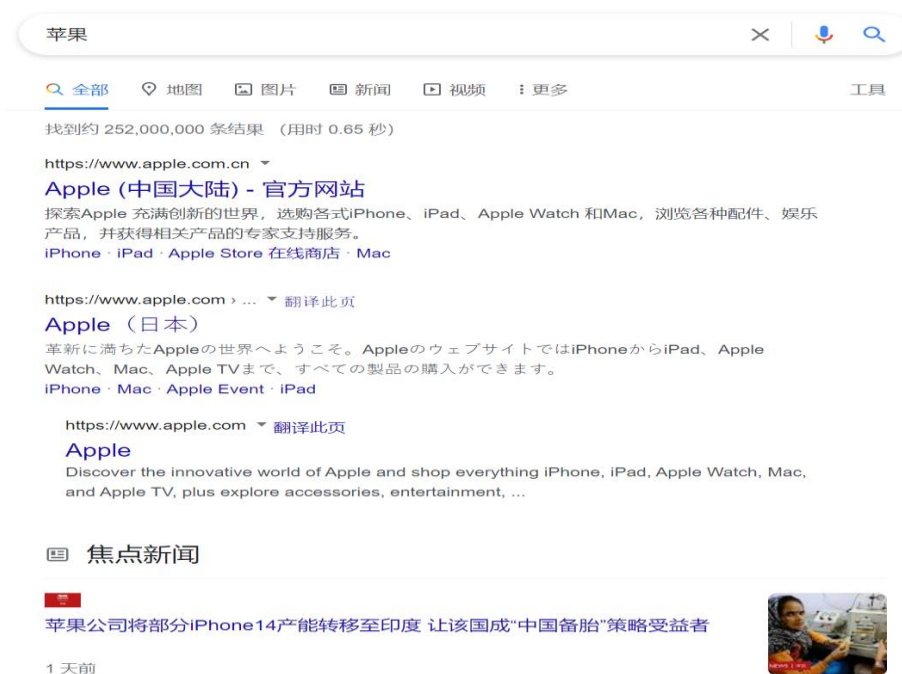 苹果
全部 地图 图片 新闻 视频 更多 工具
找到约 252,000,000 条结果 （用时 0.65 秒）
https://www.apple.com.cn
Apple (中国大陆) - 官方网站
探索Apple 充满创新的世界，选购各式iPhone、iPad、Apple Watch 和Mac，浏览各种配件、娱乐
产品，并获得相关产品的专家支持服务。
iPhone · iPad · Apple Store 在线商店 · Mac
https://www.apple.com › ... 翻译此页
Apple （日本）
革新に満ちたAppleの世界へようこそ。AppleのウェブサイトではiPhoneからiPad、Apple
Watch、Mac、Apple TVまで、すべての製品の購入ができます。
iPhone · Mac · Apple Event · iPad
https://www.apple.com 翻译此页
Apple
Discover the innovative world of Apple and shop everything iPhone, iPad, Apple Watch, Mac,
and Apple TV, plus explore accessories, entertainment, ...
焦点新闻
苹果公司将部分iPhone14产能转移至印度 让该国成“中国备胎”策略受益者
NEWS
1 天前